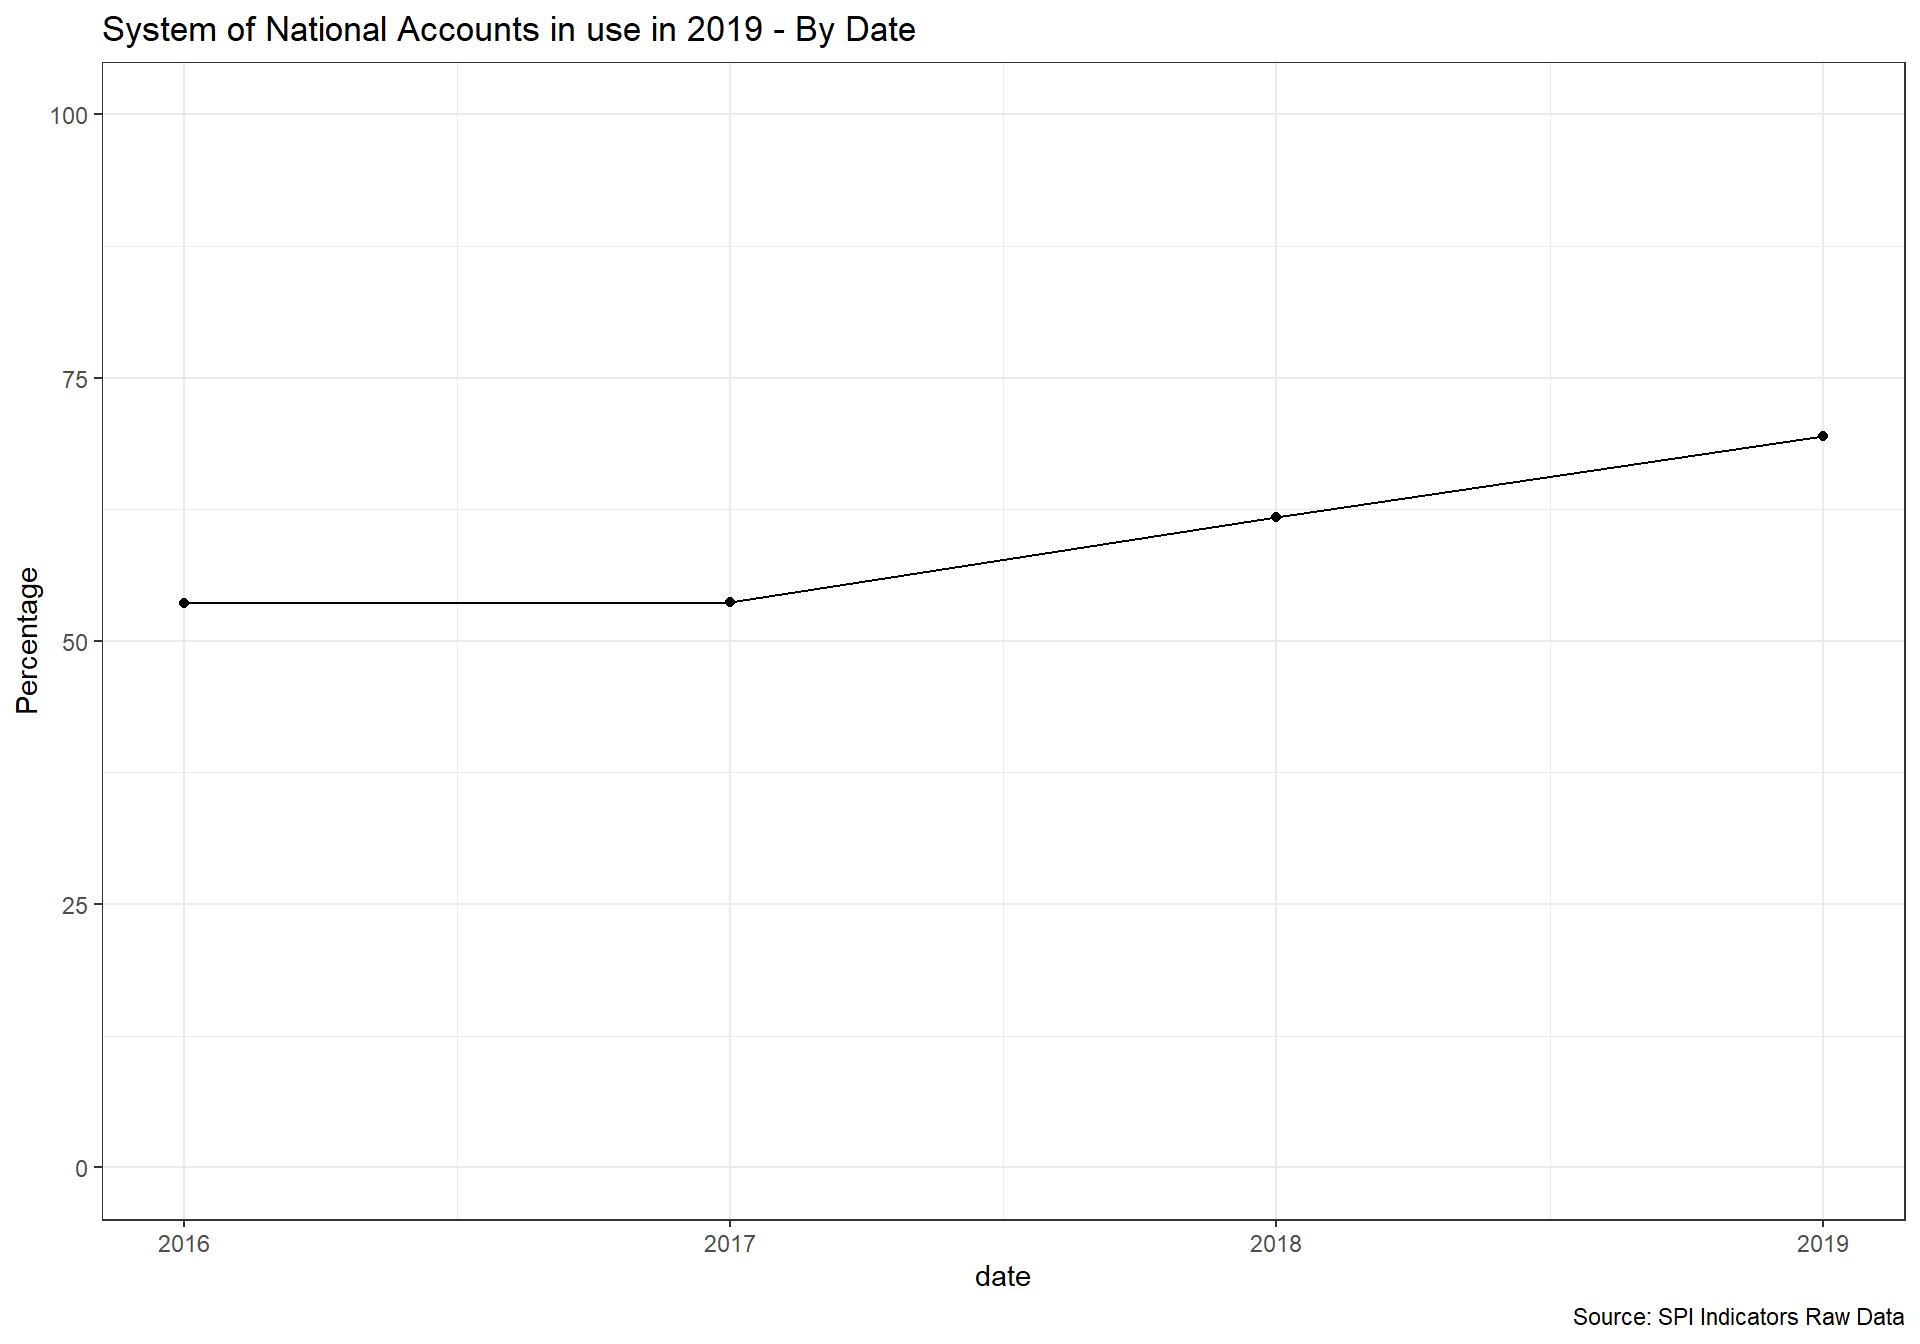 System of National Accounts in use in 2019 - By Date
100
75
50
25
0
Percentage
2016 2017 2018 2019
date
Source: SPI Indicators Raw Data